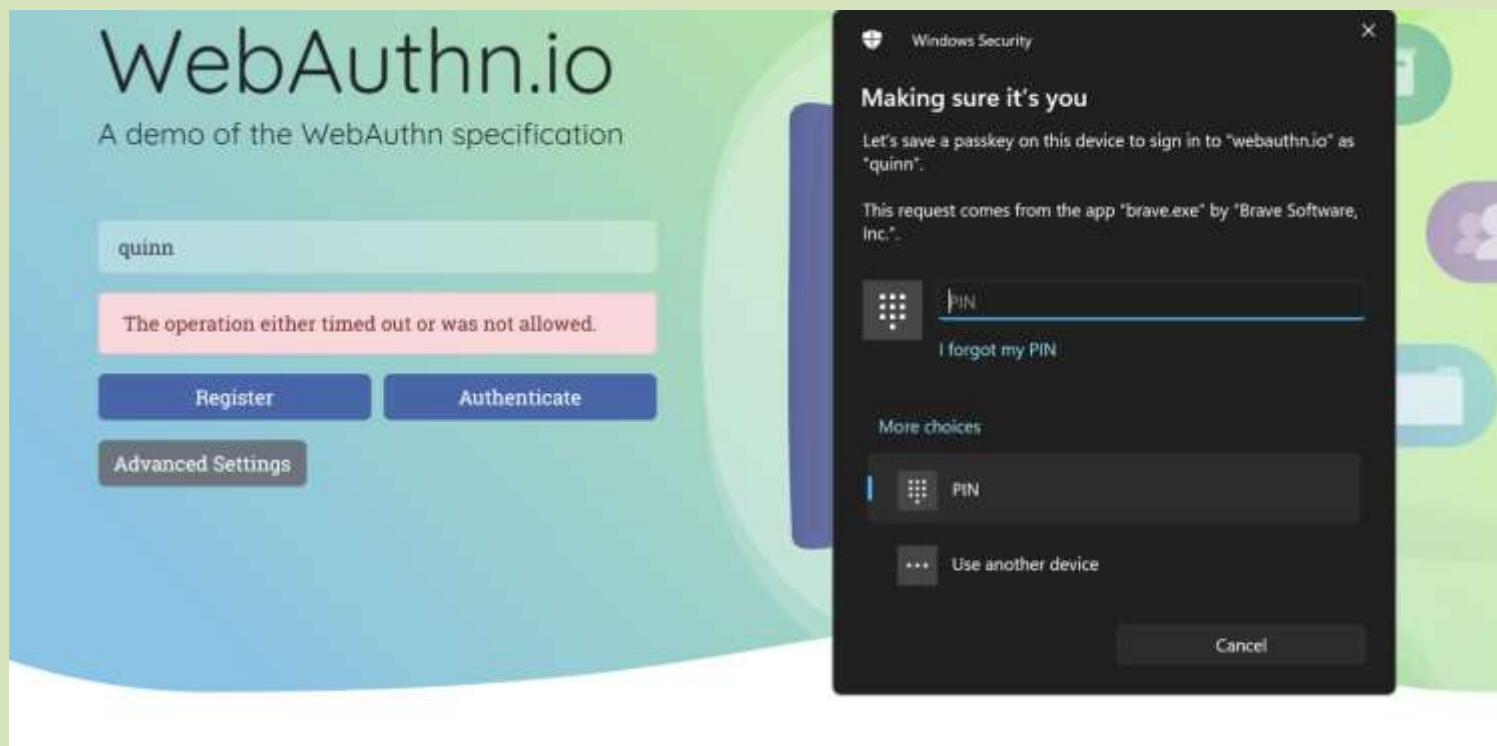 WebAuthn.io
A demo of the WebAuthn specification
quinn
The operation either timed out or was not allowed.
Register
Authenticate
Advanced Settings
Windows Security
Making sure it's you
Let's save a passkey on this device to sign in to "webauthn.io" as
"quinn".
This request comes from the app "brave.exe" by "Brave Software,
Inc.".
PIN
I forgot my PIN
More choices
PIN
Use another device
Cancel